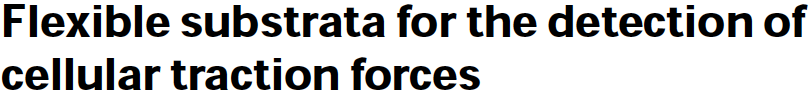 Flexible substrata for the detection of
cellular traction forces